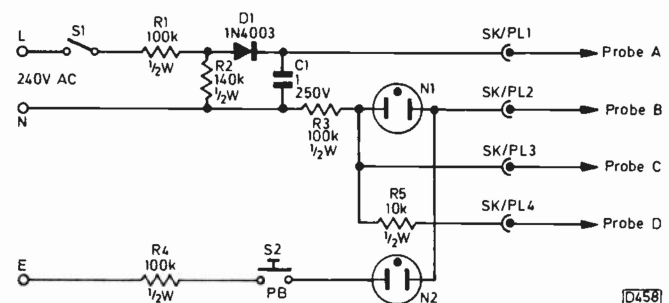 L
S1
R1
100k
½W
D1
1N4003
R2
140k
½W
C1
1
250V
240V AC
N
R3
100k
½W
N1
SK/PL1
Probe A
SK/PL2
Probe B
SK/PL3
Probe C
R5
10k
½W
SK/PL4
Probe D
E
R4
100k
½W
S2
PB
N2
D458